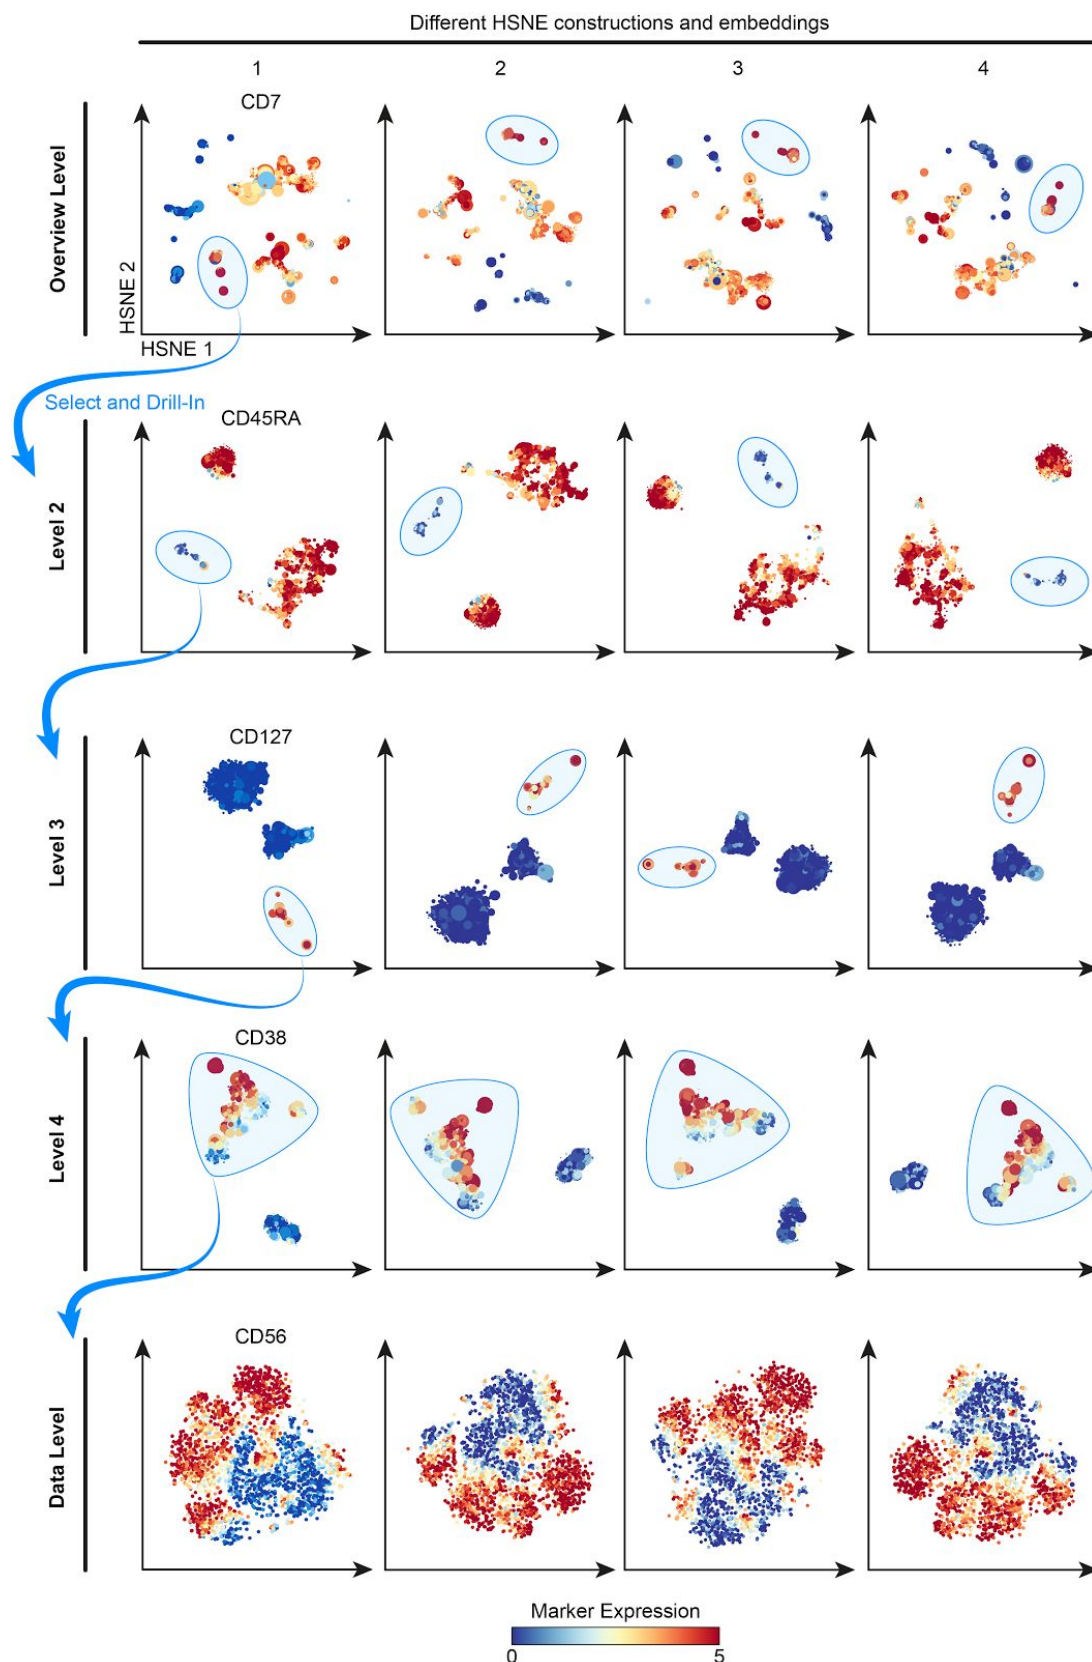 Different HSNE constructions and embeddings
1 2 3 4
Overview Level
CD7
HSNE 2
HSNE 1
Select and Drill-In
Level 2
CD45RA
Level 3
CD127
Level 4
CD38
Data Level
CD56
Marker Expression
0 5